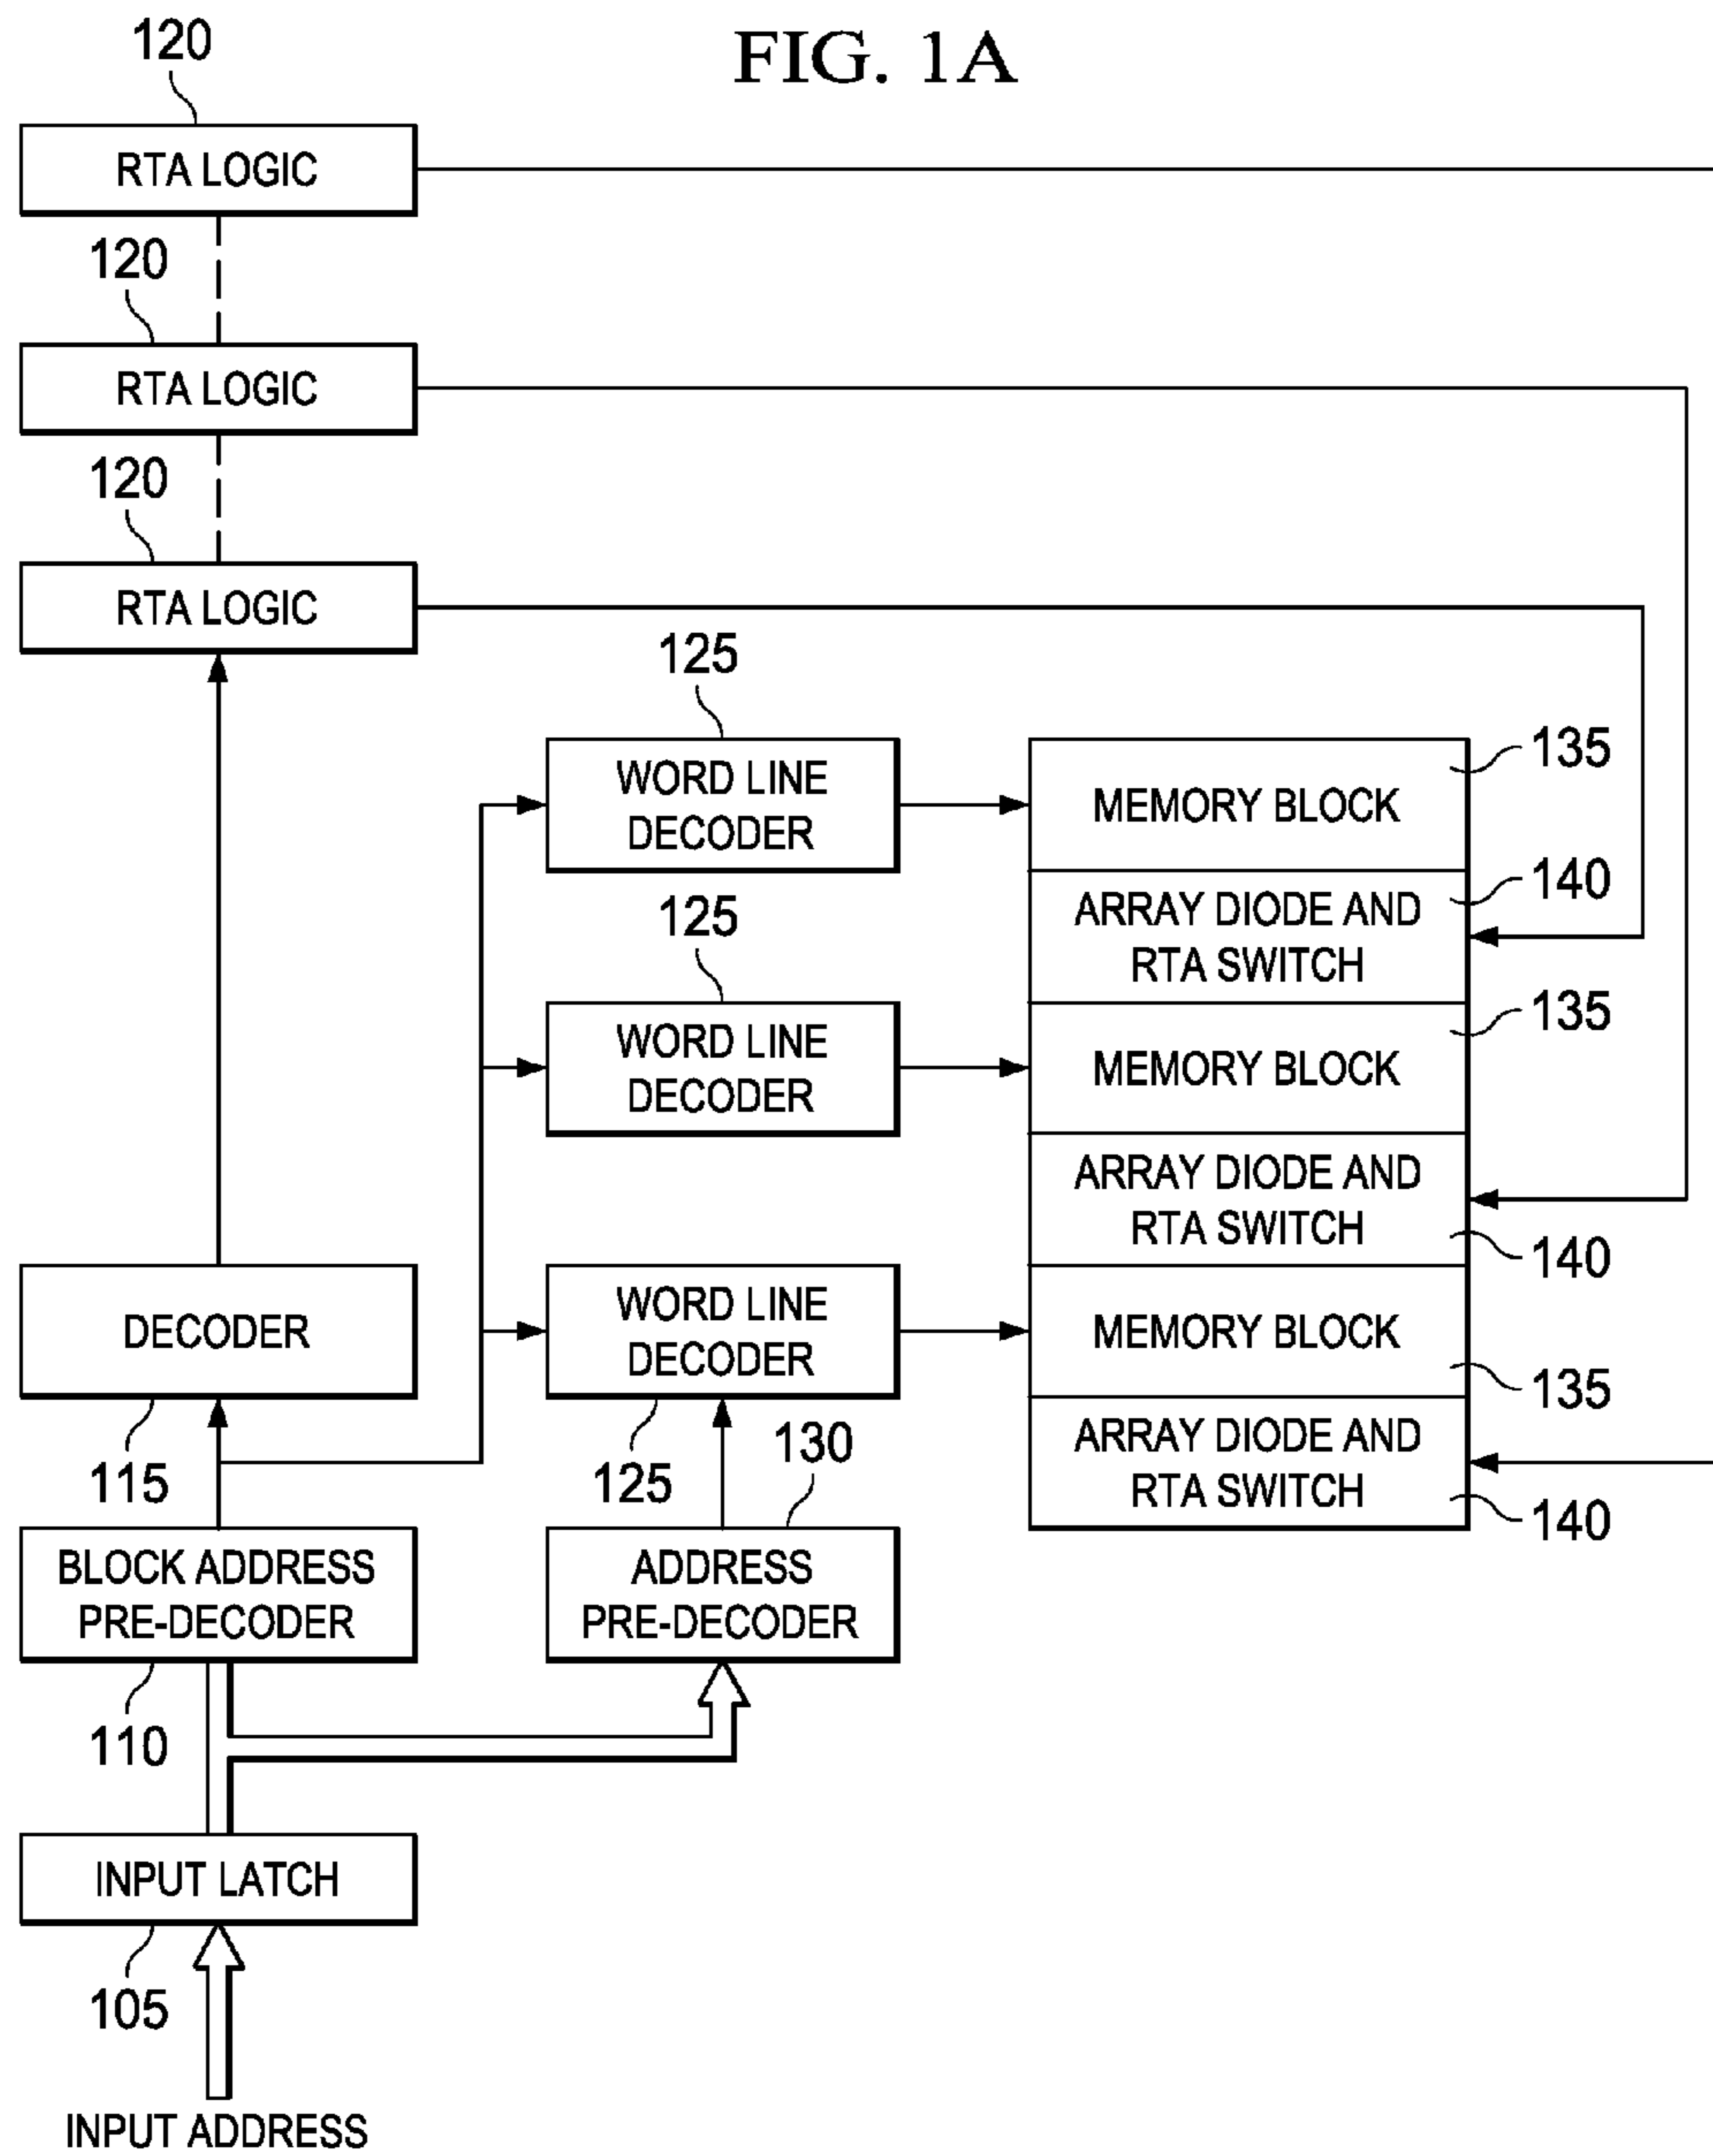 FIG. 1A
120
RTA LOGIC
120
RTA LOGIC
120
RTA LOGIC
125
WORD LINE
DECODER
MEMORY BLOCK
135
ARRAY DIODE AND
RTA SWITCH
140
125
WORD LINE
DECODER
MEMORY BLOCK
135
ARRAY DIODE AND
RTA SWITCH
140
DECODER
115
WORD LINE
DECODER
125
MEMORY BLOCK
135
ARRAY DIODE AND
RTA SWITCH
140
130
BLOCK ADDRESS
PRE-DECODER
110
ADDRESS
PRE-DECODER
INPUT LATCH
105
INPUT ADDRESS